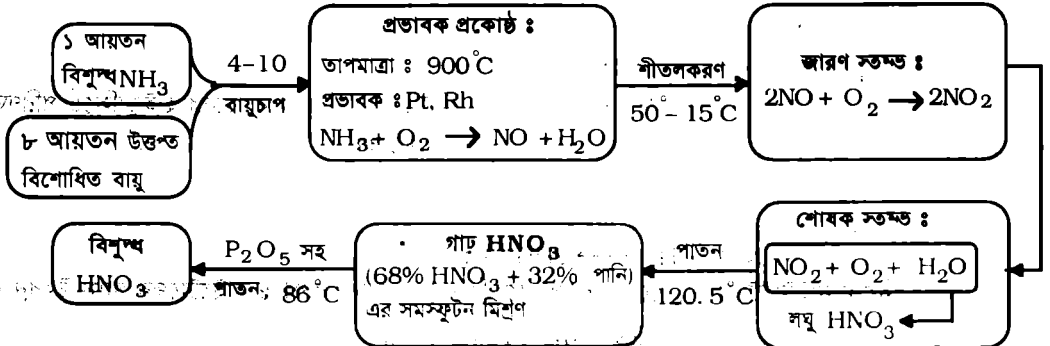 ১ আয়তন
বিশুদ্ধ NH₃
৮ আয়তন উত্তপ্ত
বিশোধিত বায়ু
4-10
বায়ুচাপ
প্রভাবক প্রকোষ্ঠ :
তাপমাত্রা : 900°C
প্রভাবক : Pt, Rh
NH₃ + O₂ → NO + H₂O
শীতলকরণ
50°- 15°C
জারণ স্তম্ভ :
2NO + O₂ → 2NO₂
শোষক স্তম্ভ :
NO₂ + O₂ + H₂O
লঘু HNO₃
পাতন
120.5°C
গাঢ় HNO₃
(68% HNO₃ + 32% পানি)
এর সমস্ফুটন মিশ্রণ
P₂O₅ সহ
পাতন, 86°C
বিশুদ্ধ
HNO₃